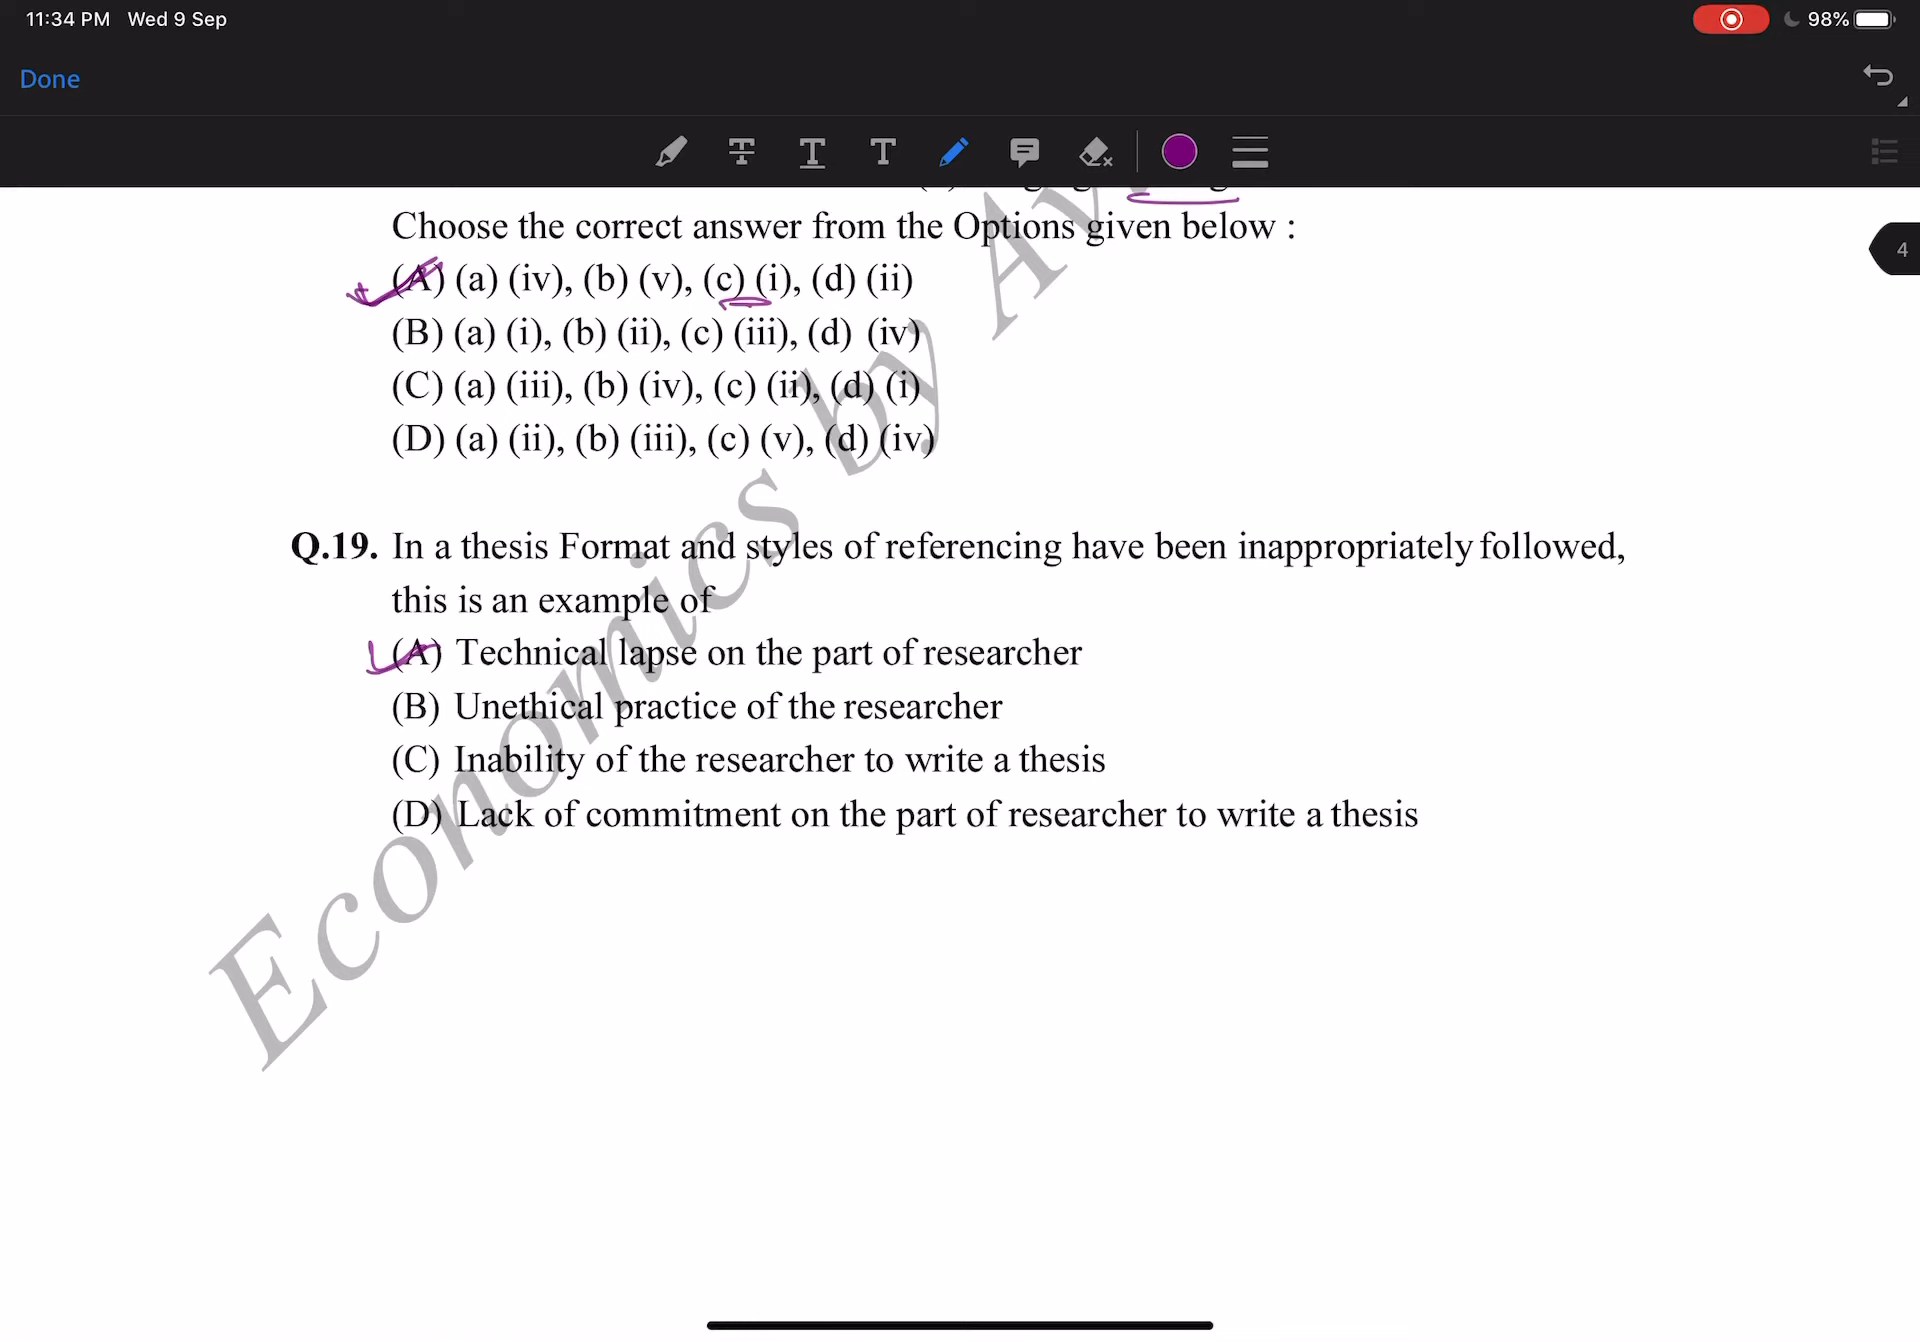 11:34 PM Wed 9 Sep
98%
Done
4
Choose the correct answer from the Options given below :
(A) (a) (iv), (b) (v), (c) (i), (d) (ii)
(B) (a) (i), (b) (ii), (c) (iii), (d) (iv)
(C) (a) (iii), (b) (iv), (c) (ii), (d) (i)
(D) (a) (ii), (b) (iii), (c) (v), (d) (iv)
Q.19. In a thesis Format and styles of referencing have been inappropriately followed,
this is an example of
(A) Technical lapse on the part of researcher
(B) Unethical practice of the researcher
(C) Inability of the researcher to write a thesis
(D) Lack of commitment on the part of researcher to write a thesis
Economics by